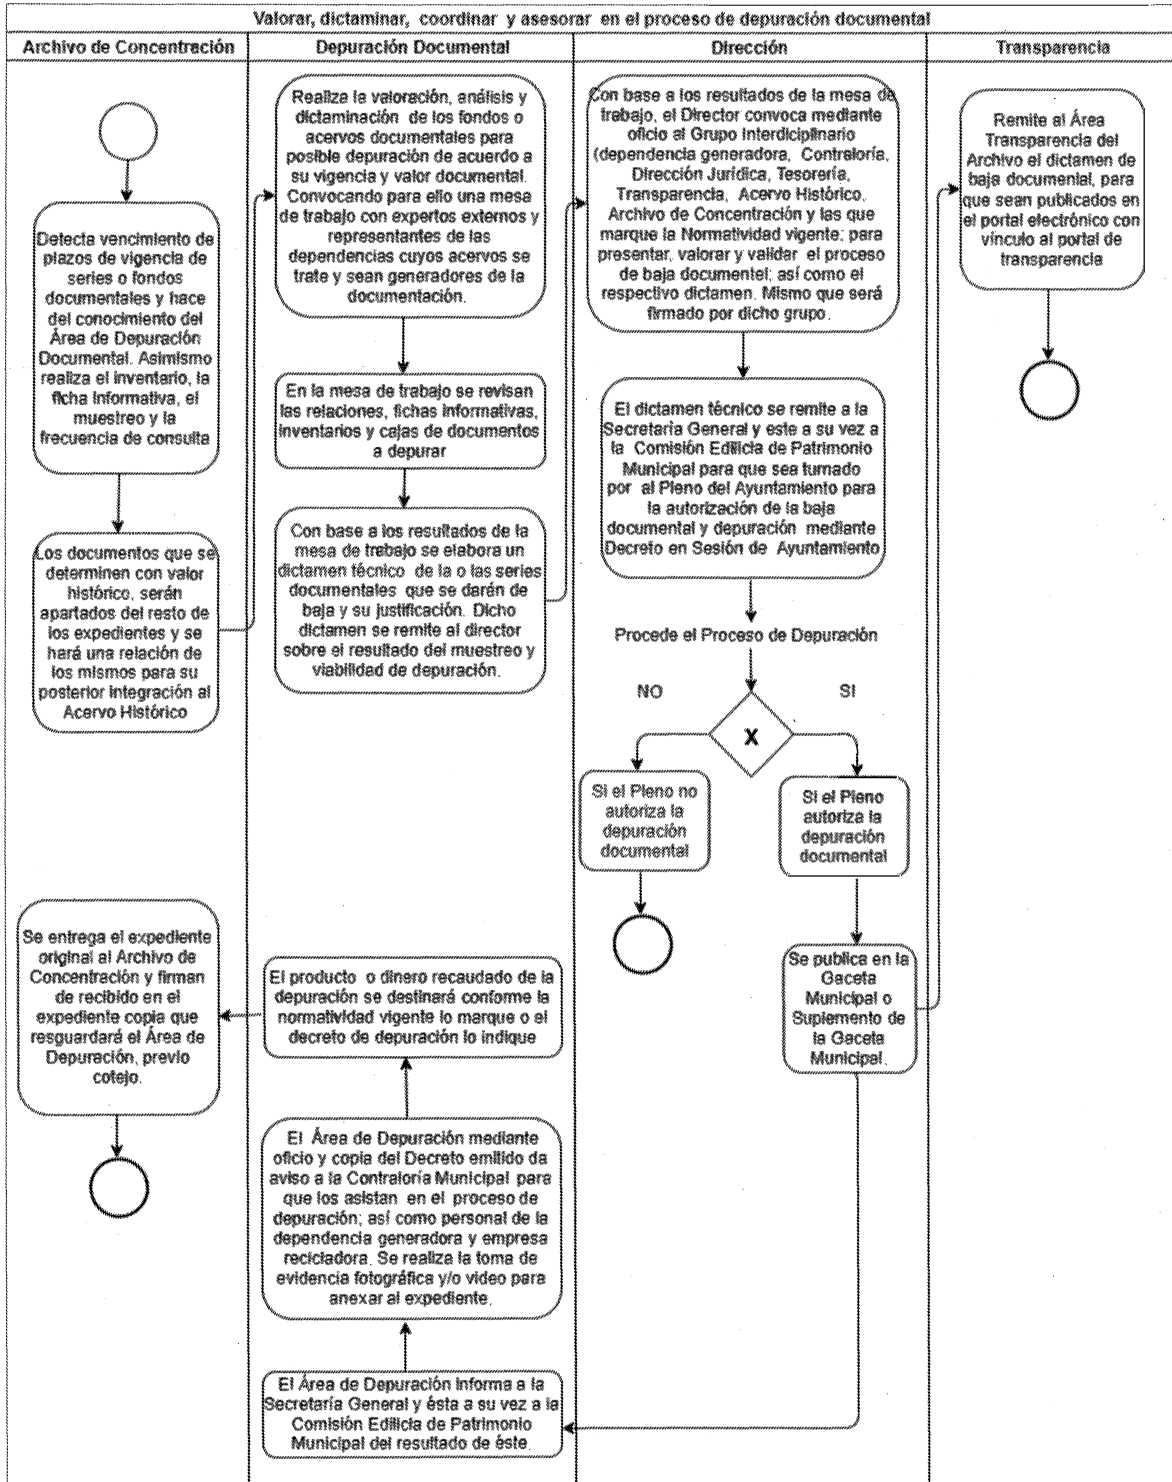 Valorar, dictaminar, coordinar y asesorar en el proceso de depuración documental
Archivo de Concentración
Depuración Documental
Dirección
Transparencia
Detecta vencimiento de
plazos de vigencia de
series o fondos
documentales y hace
del conocimiento del
Área de Depuración
Documental. Asimismo
realiza el inventario, la
ficha informativa, el
muestreo y la
frecuencia de consulta
Los documentos que se
determinen con valor
histórico, serán
apartados del resto de
los expedientes y se
hará una relación de
los mismos para su
posterior integración al
Acervo Histórico
Realiza la valoración, análisis y
dictaminación de los fondos o
acervos documentales para
posible depuración de acuerdo a
su vigencia y valor documental.
Convocando para ello una mesa
de trabajo con expertos externos y
representantes de las
dependencias cuyos acervos se
trate y sean generadores de la
documentación.
En la mesa de trabajo se revisan
las relaciones, fichas informativas,
inventarios y cajas de documentos
a depurar
Con base a los resultados de la
mesa de trabajo se elabora un
dictamen técnico de la o las series
documentales que se darán de
baja y su justificación. Dicho
dictamen se remite al director
sobre el resultado del muestreo y
viabilidad de depuración.
Con base a los resultados de la mesa de
trabajo, el Director convoca mediante
oficio al Grupo Interdiciplinario
(dependencia generadora, Contraloría,
Dirección Jurídica, Tesorería,
Transparencia, Acervo Histórico,
Archivo de Concentración y las que
marque la Normatividad vigente; para
presentar, valorar y validar el proceso
de baja documentel; así como el
respectivo dictamen. Mismo que será
firmado por dicho grupo.
El dictamen técnico se remite a la
Secretaría General y este a su vez a
la Comisión Edilicia de Patrimonio
Municipal para que sea turnado
por al Pleno del Ayuntamiento para
la autorización de la baja
documental y depuración mediante
Decreto en Sesión de Ayuntamiento
Procede el Proceso de Depuración
NO
SI
X
Si el Pleno no
autoriza la
depuración
documental
Si el Pleno
autoriza la
depuración
documental
Se publica en la
Gaceta
Municipal o
Suplemento de
la Gaceta
Municipal.
Remite al Área
Transparencia del
Archivo el dictamen de
baja documental, para
que sean publicados en
en el portal electrónico con
vínculo al portal de
transparencia
El Área de Depuración informa a la
Secretaría General y ésta a su vez a la
Comisión Edilicia de Patrimonio
Municipal del resultado de éste.
El Área de Depuración mediante
oficio y copia del Decreto emitido da
aviso a la Contraloría Municipal para
que los asistan en el proceso de
depuración; así como personal de la
dependencia generadora y empresa
recicladora. Se realiza la toma de
evidencia fotográfica y/o video para
anexar al expediente.
El producto o dinero recaudado de la
depuración se destinará conforme la
normatividad vigente lo marque o el
decreto de depuración lo indique
Se entrega el expediente
original al Archivo de
Concentración y firman
de recibido en el
expediente copia que
resguardará el Área de
Depuración, previo
cotejo.